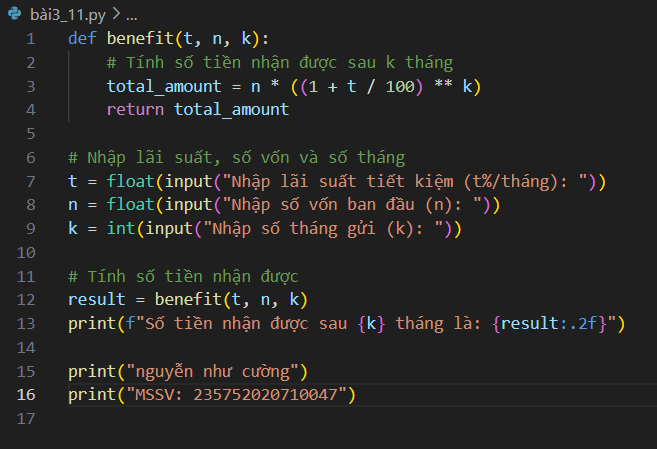 bài3_11.py > ...
1 def benefit(t, n, k):
2     # Tính số tiền nhận được sau k tháng
3     total_amount = n * ((1 + t / 100) ** k)
4     return total_amount
5
6 # Nhập lãi suất, số vốn và số tháng
7 t = float(input("Nhập lãi suất tiết kiệm (t%/tháng): "))
8 n = float(input("Nhập số vốn ban đầu (n): "))
9 k = int(input("Nhập số tháng gửi (k): "))
10
11 # Tính số tiền nhận được
12 result = benefit(t, n, k)
13 print(f"Số tiền nhận được sau {k} tháng là: {result:.2f}")
14
15 print("nguyễn như cường")
16 print("MSSV: 235752020710047")
17